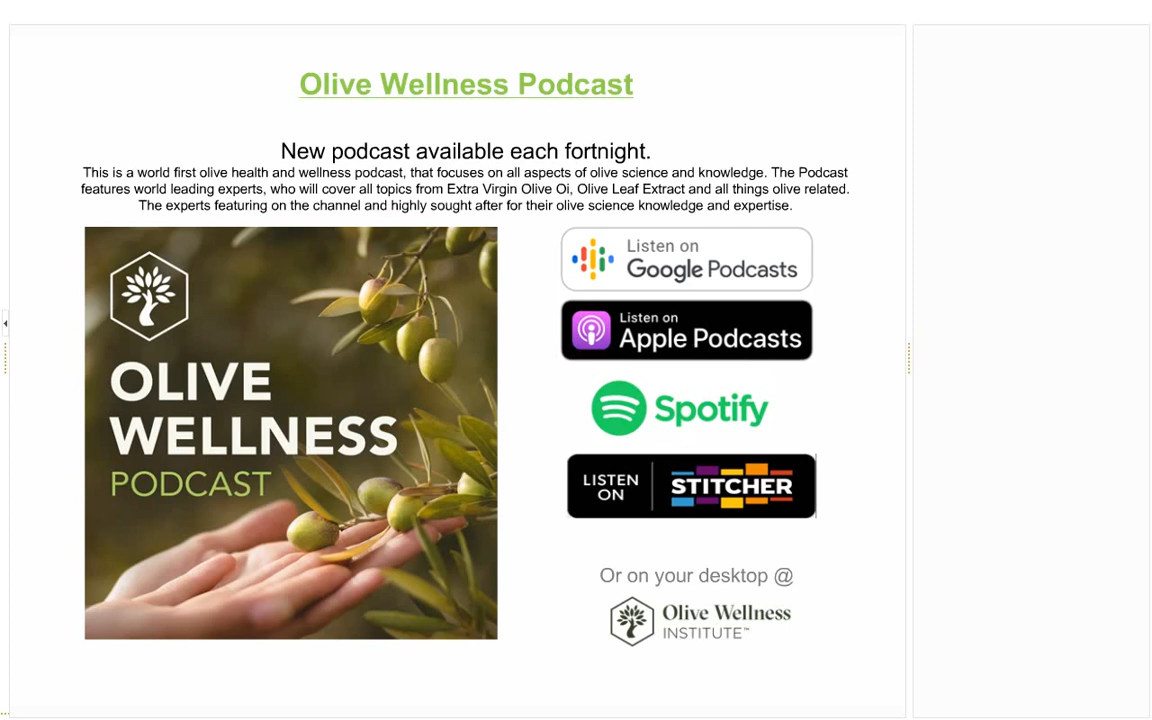 Olive Wellness Podcast
New podcast available each fortnight.
This is a world first olive health and wellness podcast, that focuses on all aspects of olive science and knowledge. The Podcast
features world leading experts, who will cover all topics from Extra Virgin Olive Oi, Olive Leaf Extract and all things olive related.
The experts featuring on the channel and highly sought after for their olive science knowledge and expertise.
OLIVE
WELLNESS
PODCAST
Listen on
Google Podcasts
Listen on
Apple Podcasts
Spotify
LISTEN
ON
STITCHER
Or on your desktop @
Olive Wellness
INSTITUTE™